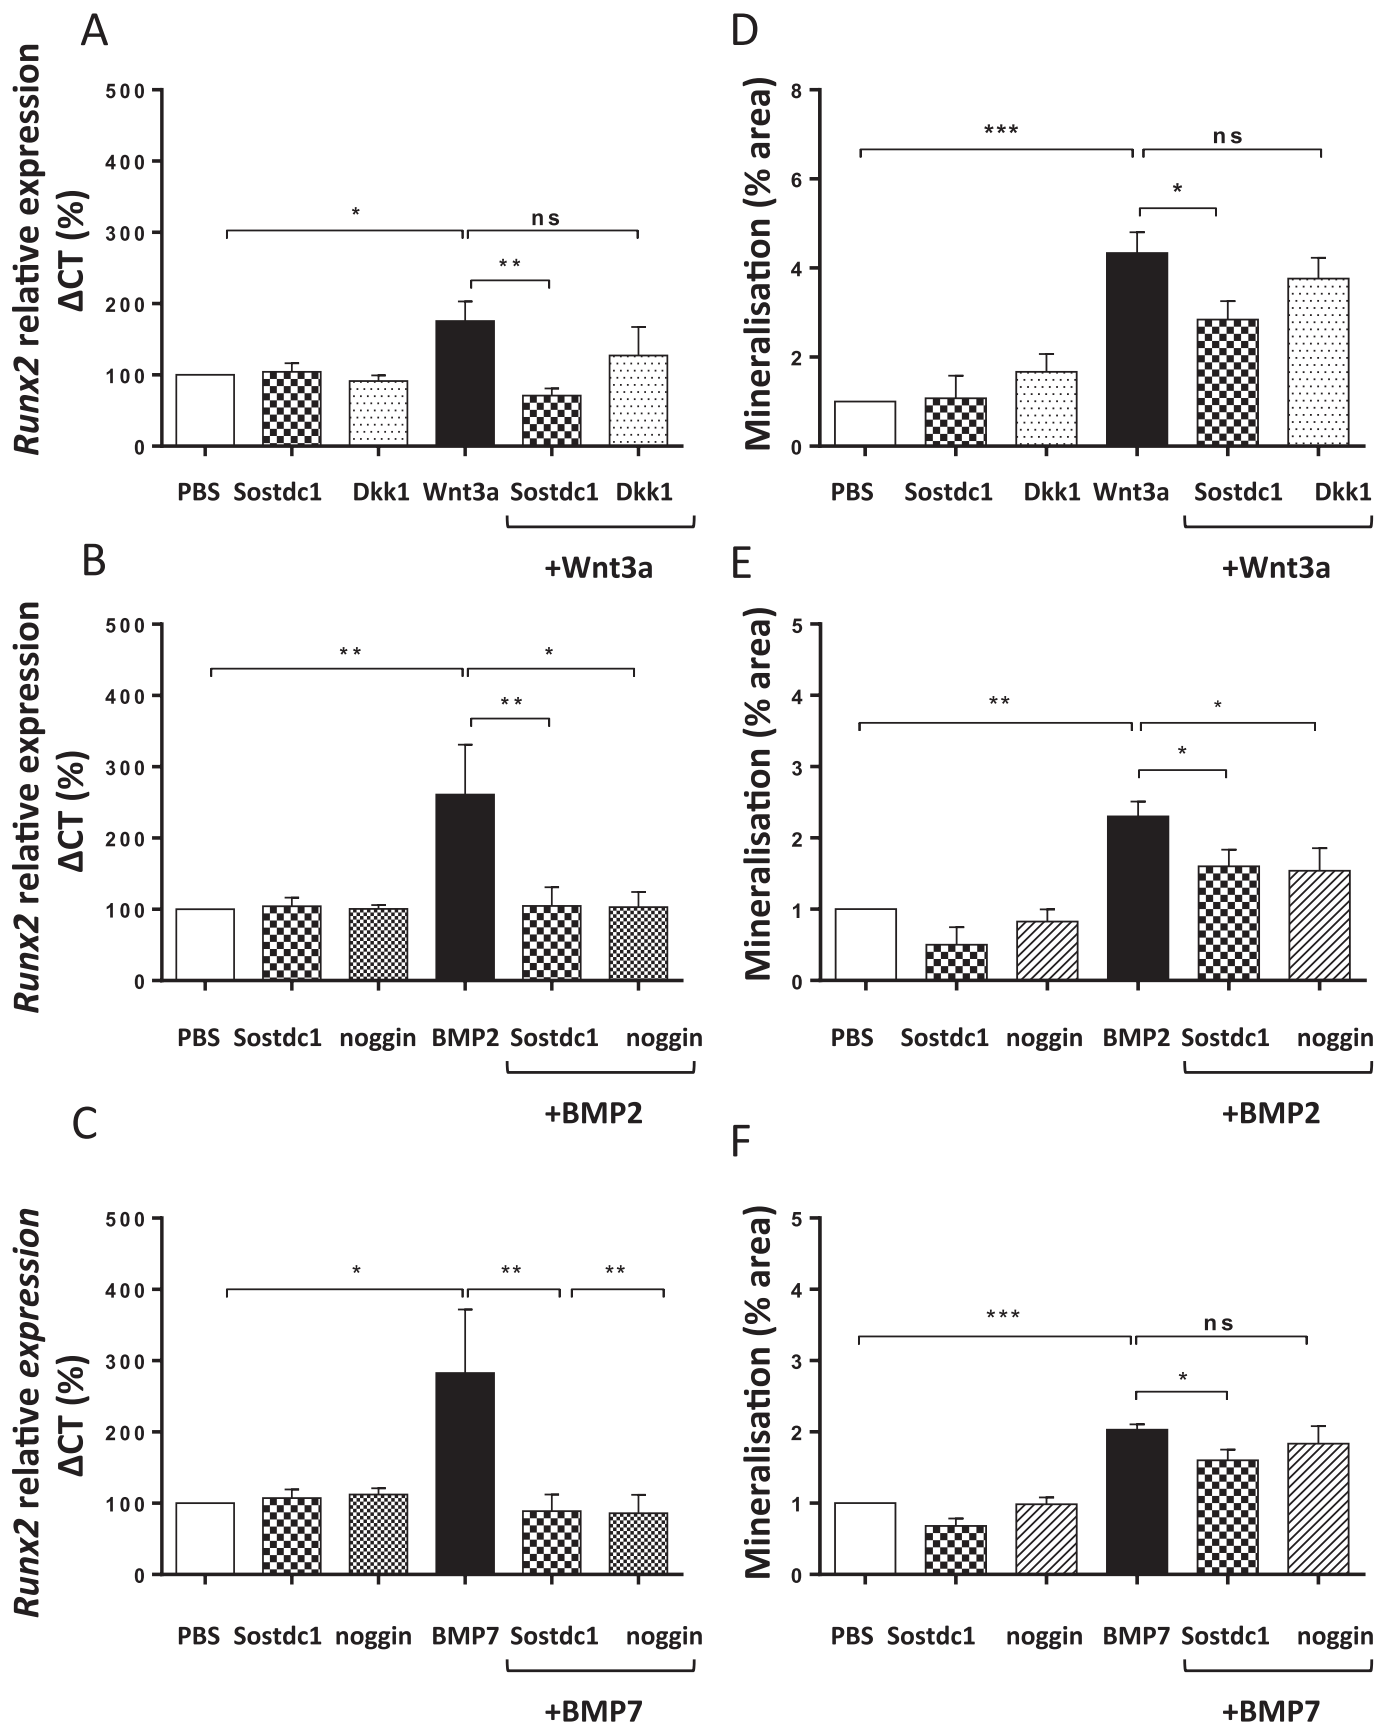 A
Runx2 relative expression
ΔCT (%)
500
400
300
200
100
0
*
ns
**
PBS Sostdc1 Dkk1 Wnt3a Sostdc1 Dkk1
+Wnt3a
D
Mineralisation (% area)
8
6
4
2
0
***
ns
*
PBS Sostdc1 Dkk1 Wnt3a Sostdc1 Dkk1
+Wnt3a
B
Runx2 relative expression
ΔCT (%)
500
400
300
200
100
0
**
*
**
PBS Sostdc1 noggin BMP2 Sostdc1 noggin
+BMP2
E
Mineralisation (% area)
5
4
3
2
1
0
**
*
*
PBS Sostdc1 noggin BMP2 Sostdc1 noggin
+BMP2
C
Runx2 relative expression
ΔCT (%)
500
400
300
200
100
0
*
**
**
PBS Sostdc1 noggin BMP7 Sostdc1 noggin
+BMP7
F
Mineralisation (% area)
5
4
3
2
1
0
***
ns
*
PBS Sostdc1 noggin BMP7 Sostdc1 noggin
+BMP7